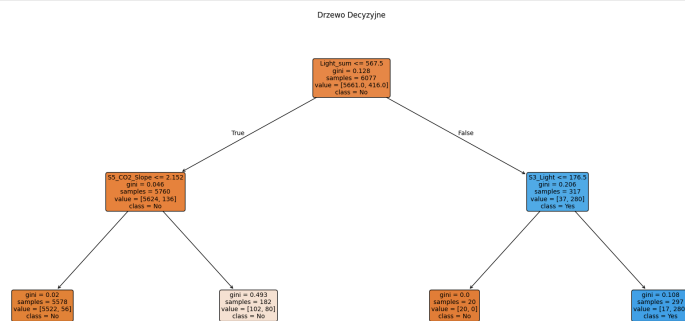 Drzewo Decyzyjne
Light_sum <= 567.5
gini = 0.128
samples = 6077
value = [5661.0, 416.0]
class = No
True
False
S5_CO2_Slope <= 2.152
gini = 0.046
samples = 5760
value = [5624, 136]
class = No
S3_Light <= 176.5
gini = 0.206
samples = 317
value = [37, 280]
class = Yes
gini = 0.02
samples = 5578
value = [5522, 56]
class = No
gini = 0.493
samples = 182
value = [102, 80]
class = No
gini = 0.0
samples = 20
value = [20, 0]
class = No
gini = 0.108
samples = 297
value = [17, 280]
class = Yes